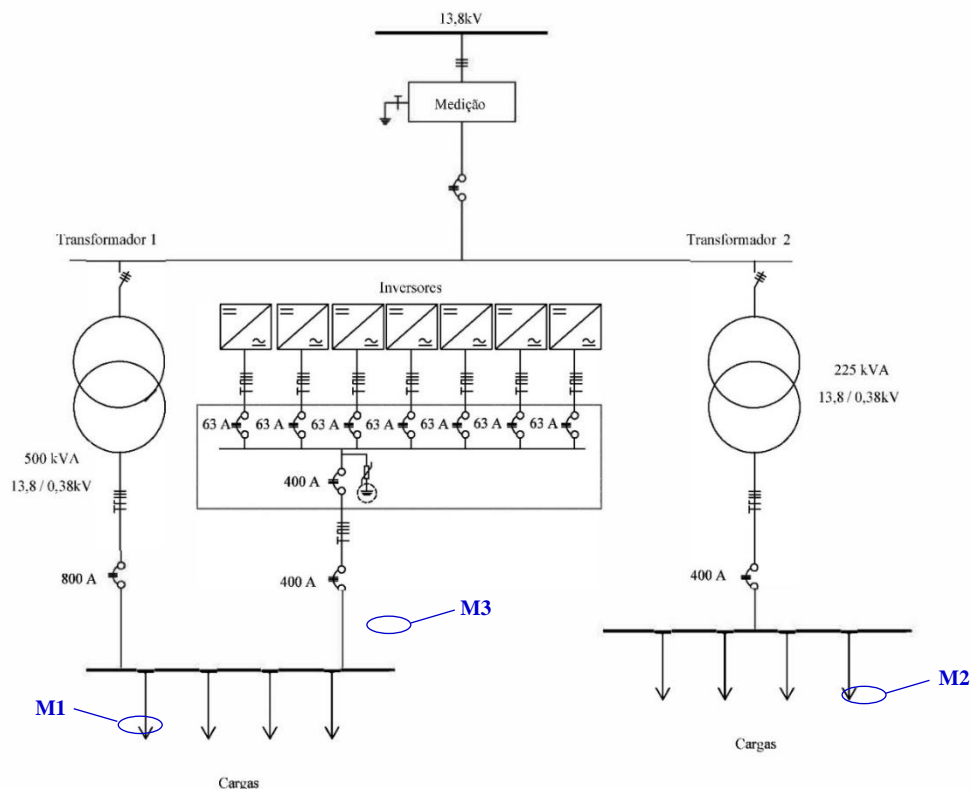 13,8kV
Medição
Transformador 1
Transformador 2
Inversores
225 kVA
13,8 / 0,38kV
63 A
63 A
63 A
63 A
63 A
63 A
63 A
500 kVA
13,8 / 0,38kV
400 A
800 A
400 A
400 A
M3
M1
M2
Cargas
Cargas